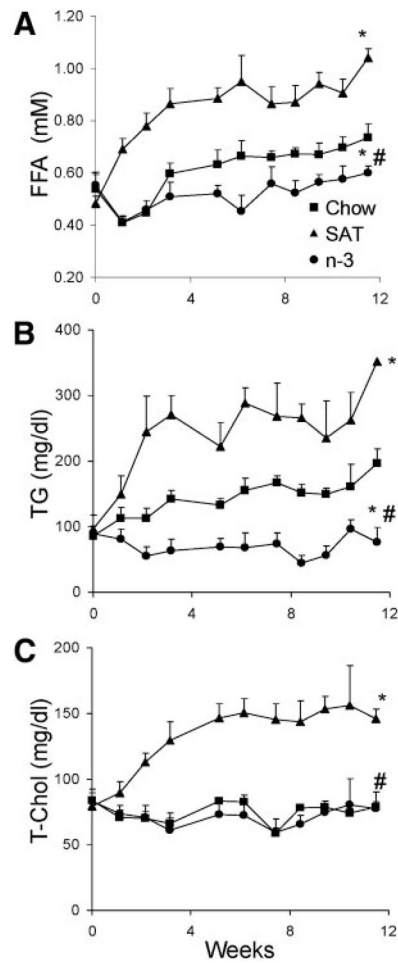 A
FFA (mM)
1.20
1.00
0.80
0.60
0.40
0.20
*
* #
Chow
SAT
n-3
0 4 8 12
B
TG (mg/dl)
400
300
200
100
0
*
* #
0 4 8 12
C
T-Chol (mg/dl)
200
150
100
50
0
*
#
0 4 8 12
Weeks